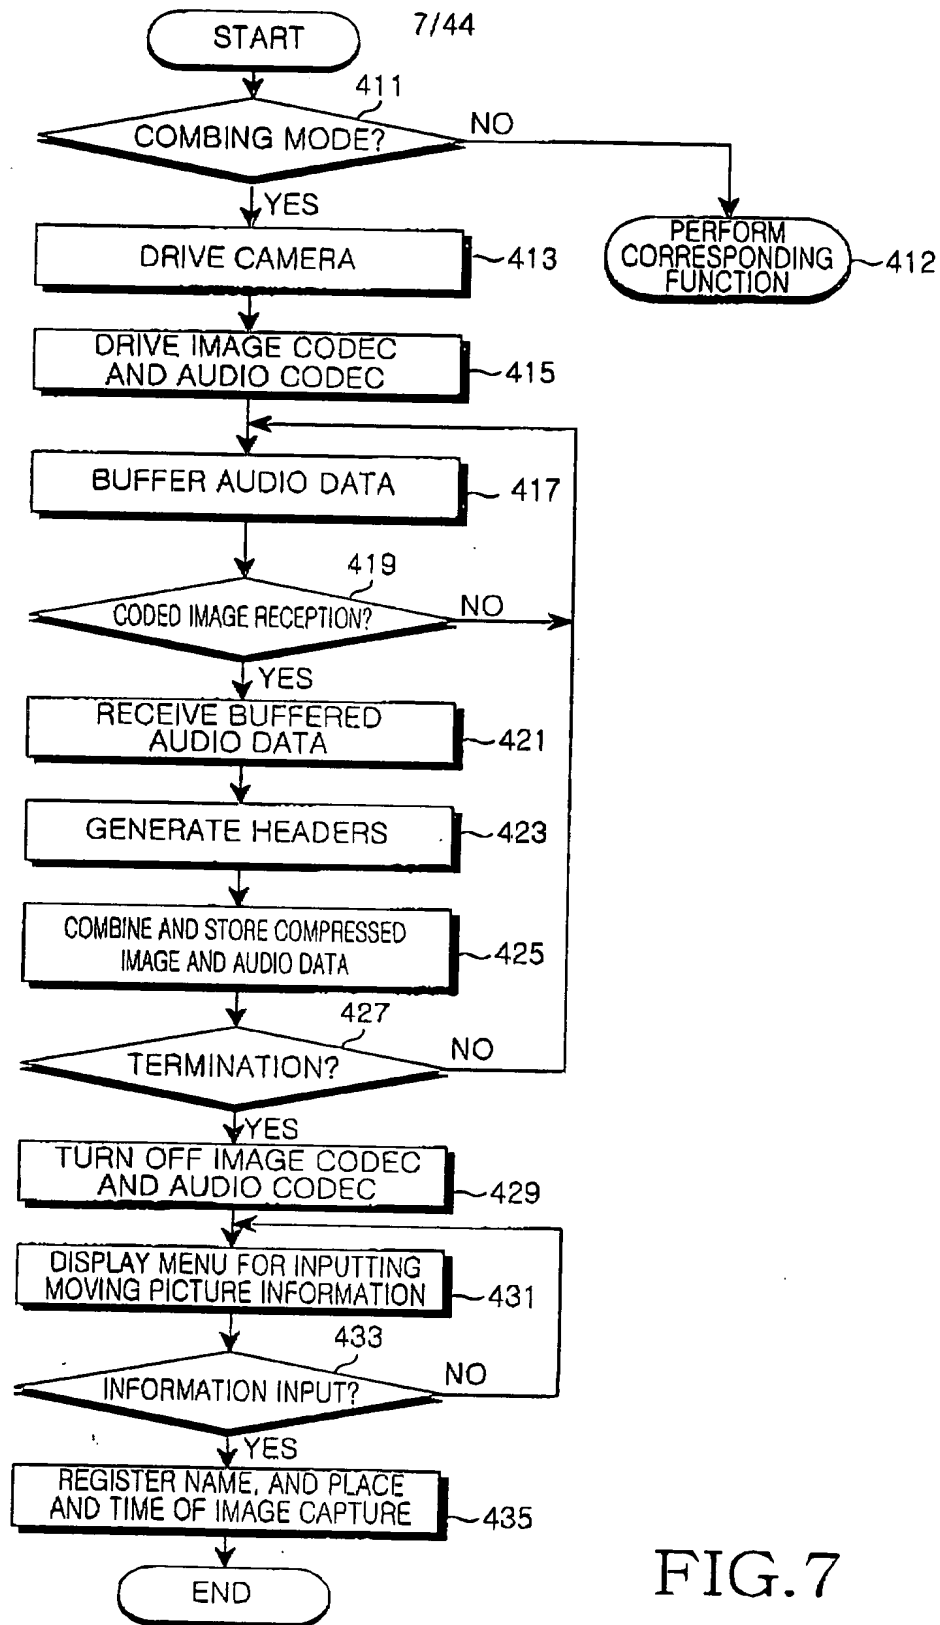 7/44
START
411
COMBING MODE?
NO
YES
PERFORM
CORRESPONDING
FUNCTION
412
DRIVE CAMERA
413
DRIVE IMAGE CODEC
AND AUDIO CODEC
415
BUFFER AUDIO DATA
417
419
CODED IMAGE RECEPTION?
NO
YES
RECEIVE BUFFERED
AUDIO DATA
421
GENERATE HEADERS
423
COMBINE AND STORE COMPRESSED
IMAGE AND AUDIO DATA
425
427
TERMINATION?
NO
YES
TURN OFF IMAGE CODEC
AND AUDIO CODEC
429
DISPLAY MENU FOR INPUTTING
MOVING PICTURE INFORMATION
431
433
INFORMATION INPUT?
NO
YES
REGISTER NAME, AND PLACE
AND TIME OF IMAGE CAPTURE
435
END
FIG.7